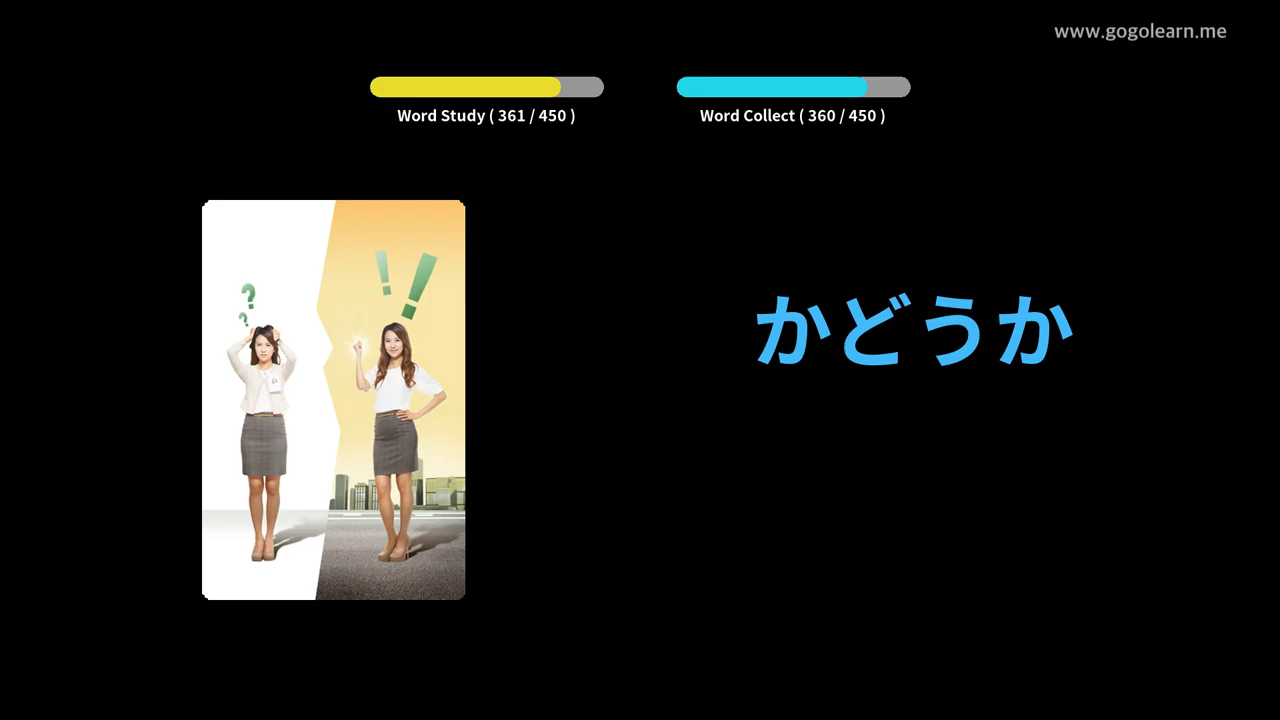 www.gogolearn.me
Word Study ( 361 / 450 )
Word Collect ( 360 / 450 )
? ! !
?
かどうか